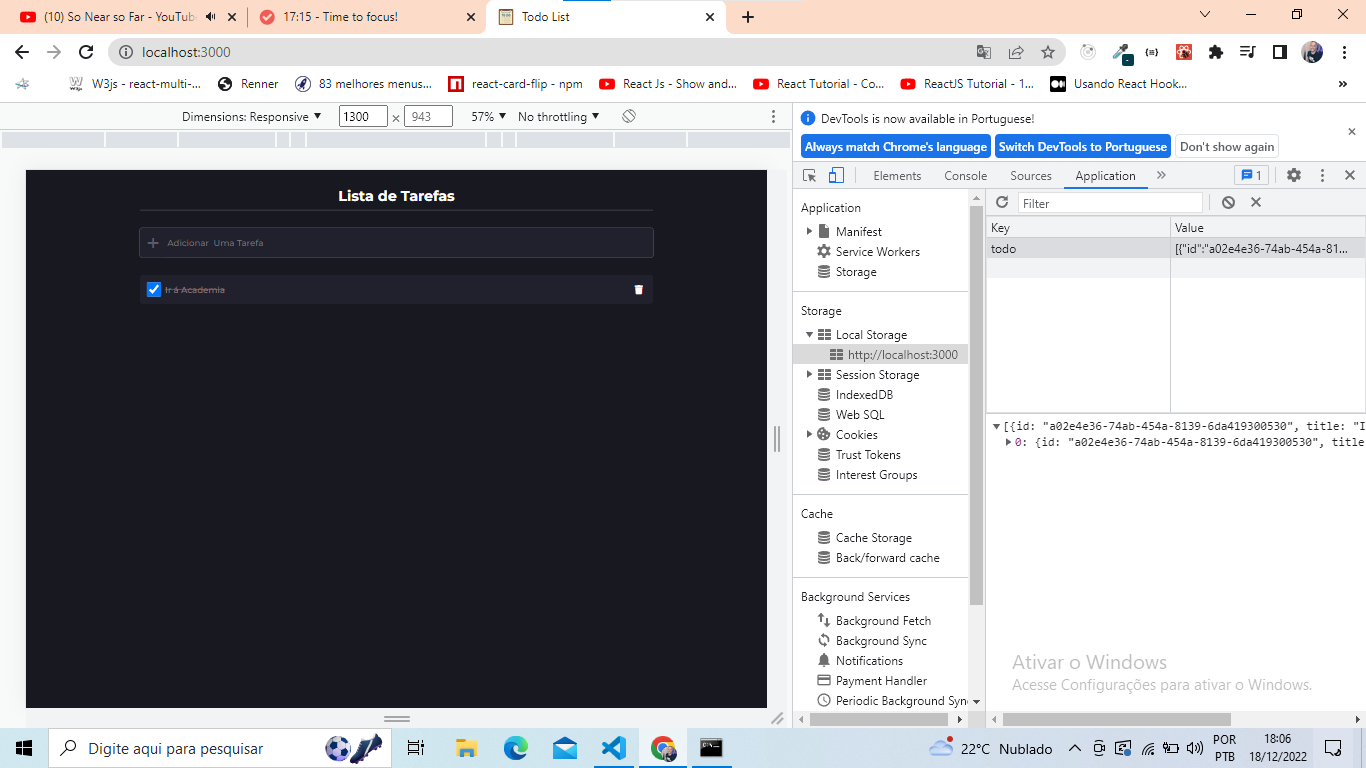 (10) So Near so Far - YouTub
17:15 - Time to focus!
Todo List
localhost:3000
W3js - react-multi-...
Renner
83 melhores menus...
react-card-flip - npm
React Js - Show and...
React Tutorial - Co...
ReactJS Tutorial - 1...
Usando React Hook...
»
Dimensions: Responsive
1300
×
943
57%
No throttling
DevTools is now available in Portuguese!
Always match Chrome's language
Switch DevTools to Portuguese
Don't show again
Elements
Console
Sources
Application
»
1
Lista de Tarefas
Adicionar Uma Tarefa
Ir á Academia
Application
Manifest
Service Workers
Storage
Storage
Local Storage
http://localhost:3000
Session Storage
IndexedDB
Web SQL
Cookies
Trust Tokens
Interest Groups
Cache
Cache Storage
Back/forward cache
Background Services
Background Fetch
Background Sync
Notifications
Payment Handler
Periodic Background Syn
Filter
Key
Value
todo
[{"id":"a02e4e36-74ab-454a-81...
[{id: "a02e4e36-74ab-454a-8139-6da419300530", title: "I
0: {id: "a02e4e36-74ab-454a-8139-6da419300530", title
Ativar o Windows
Acesse Configurações para ativar o Windows.
Digite aqui para pesquisar
22°C Nublado
POR
PTB
18:06
18/12/2022